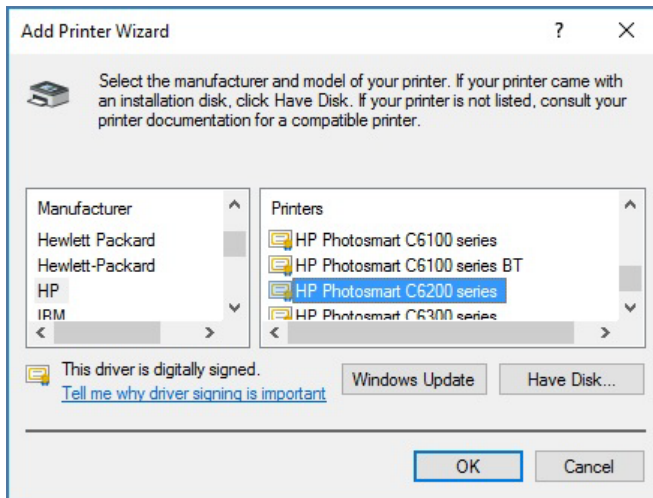 Add Printer Wizard
Select the manufacturer and model of your printer. If your printer came with
an installation disk, click Have Disk. If your printer is not listed, consult your
printer documentation for a compatible printer.
Manufacturer
Hewlett Packard
Hewlett-Packard
HP
IBM
Printers
HP Photosmart C6100 series
HP Photosmart C6100 series BT
HP Photosmart C6200 series
HP Photosmart C6300 series
This driver is digitally signed.
Tell me why driver signing is important
Windows Update
Have Disk...
OK
Cancel